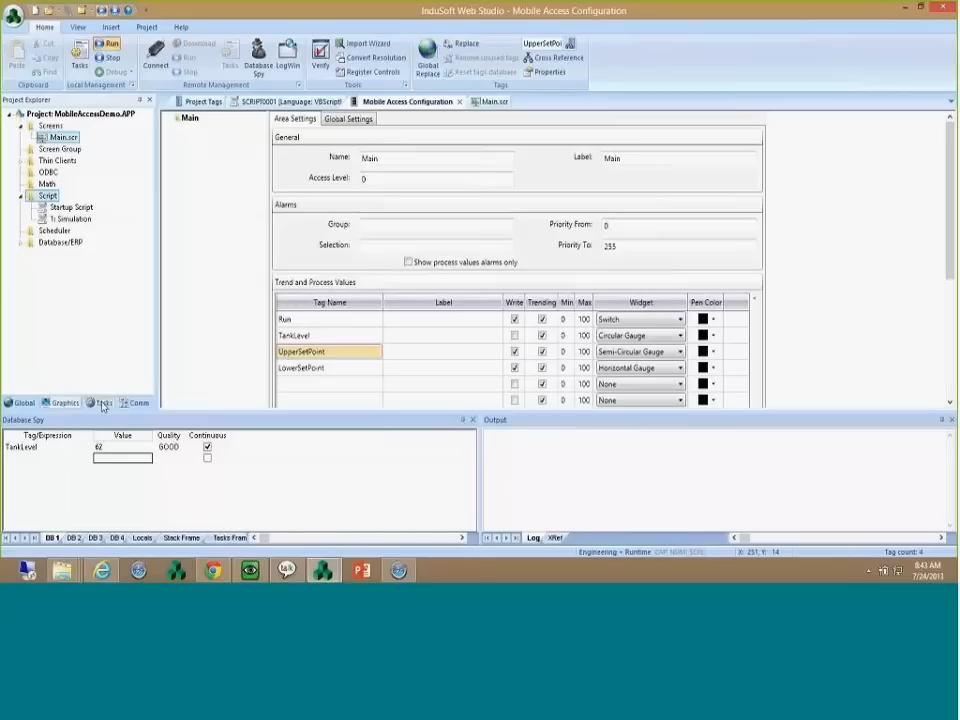 InduSoft Web Studio - Mobile Access Configuration
Home View Insert Project Help
Paste Cut Copy Find
Clipboard
Tasks Run Stop Debug
Local Management
Connect Download Run Stop Tasks Database Spy LogWin
Remote Management
Verify Import Wizard Convert Resolution Register Controls
Tools
Global Replace Replace Remove unused tags Reset tags database
UpperSetPoi Cross Reference Properties
Tags
Project Explorer
Project Tags SCRIPT0001 (Language: VBScript) Mobile Access Configuration Main.scr
Project: MobileAccessDemo.APP
Screens
Main.scr
Screen Group
Thin Clients
ODBC
Math
Script
Startup Script
1: Simulation
Scheduler
Database/ERP
Global Graphics Tasks Comm
Main
Area Settings Global Settings
General
Name: Main Label: Main
Access Level: 0
Alarms
Group: Priority From: 0
Selection: Priority To: 255
Show process values alarms only
Trend and Process Values
Tag Name Label Write Trending Min Max Widget Pen Color
Run 0 100 Switch
TankLevel 0 100 Circular Gauge
UpperSetPoint 0 100 Semi-Circular Gauge
LowerSetPoint 0 100 Horizontal Gauge
0 100 None
0 100 None
Database Spy
Tag/Expression Value Quality Continuous
TankLevel 62 GOOD
DB 1 DB 2 DB 3 DB 4 Locals Stack Frame Tasks Fram
Output
Log XRef
Engineering + Runtime CAP NUM SCRL X: 251, Y: 14 Tag count: 4
talk
8:43 AM
7/24/2013